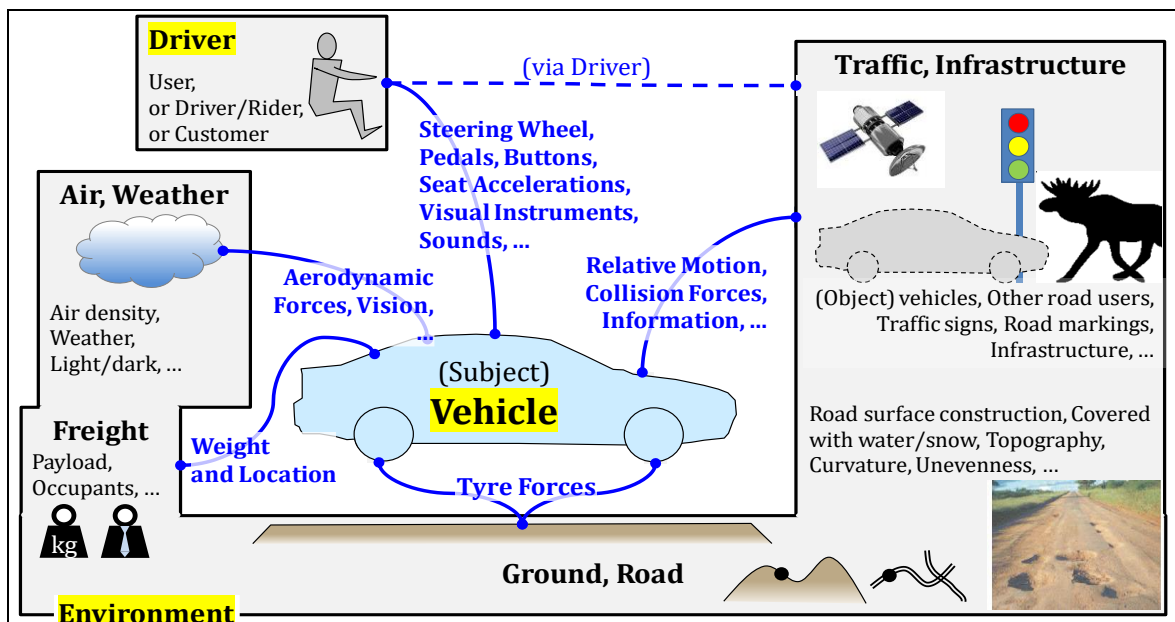 Driver
User,
or Driver/Rider,
or Customer
(via Driver)
Traffic, Infrastructure
Steering Wheel,
Pedals, Buttons,
Seat Accelerations,
Visual Instruments,
Sounds, ...
Air, Weather
Air density,
Weather,
Light/dark, ...
Aerodynamic
Forces, Vision,
...
Relative Motion,
Collision Forces,
Information, ...
(Object) vehicles, Other road users,
Traffic signs, Road markings,
Infrastructure, ...
(Subject)
Vehicle
Freight
Payload,
Occupants, ...
kg
Weight
and Location
Tyre Forces
Road surface construction, Covered
with water/snow, Topography,
Curvature, Unevenness, ...
Ground, Road
Environment